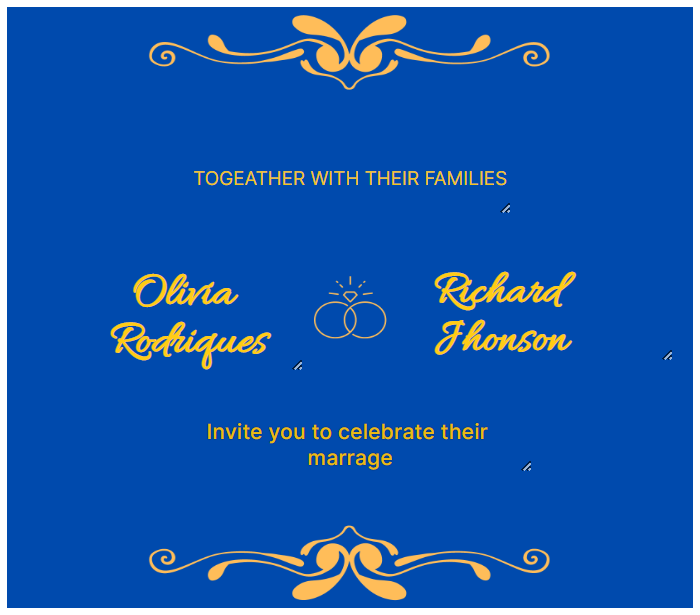 TOGEATHER WITH THEIR FAMILIES
Olivia
Rodriques
Richard
Jhonson
Invite you to celebrate their
marrage